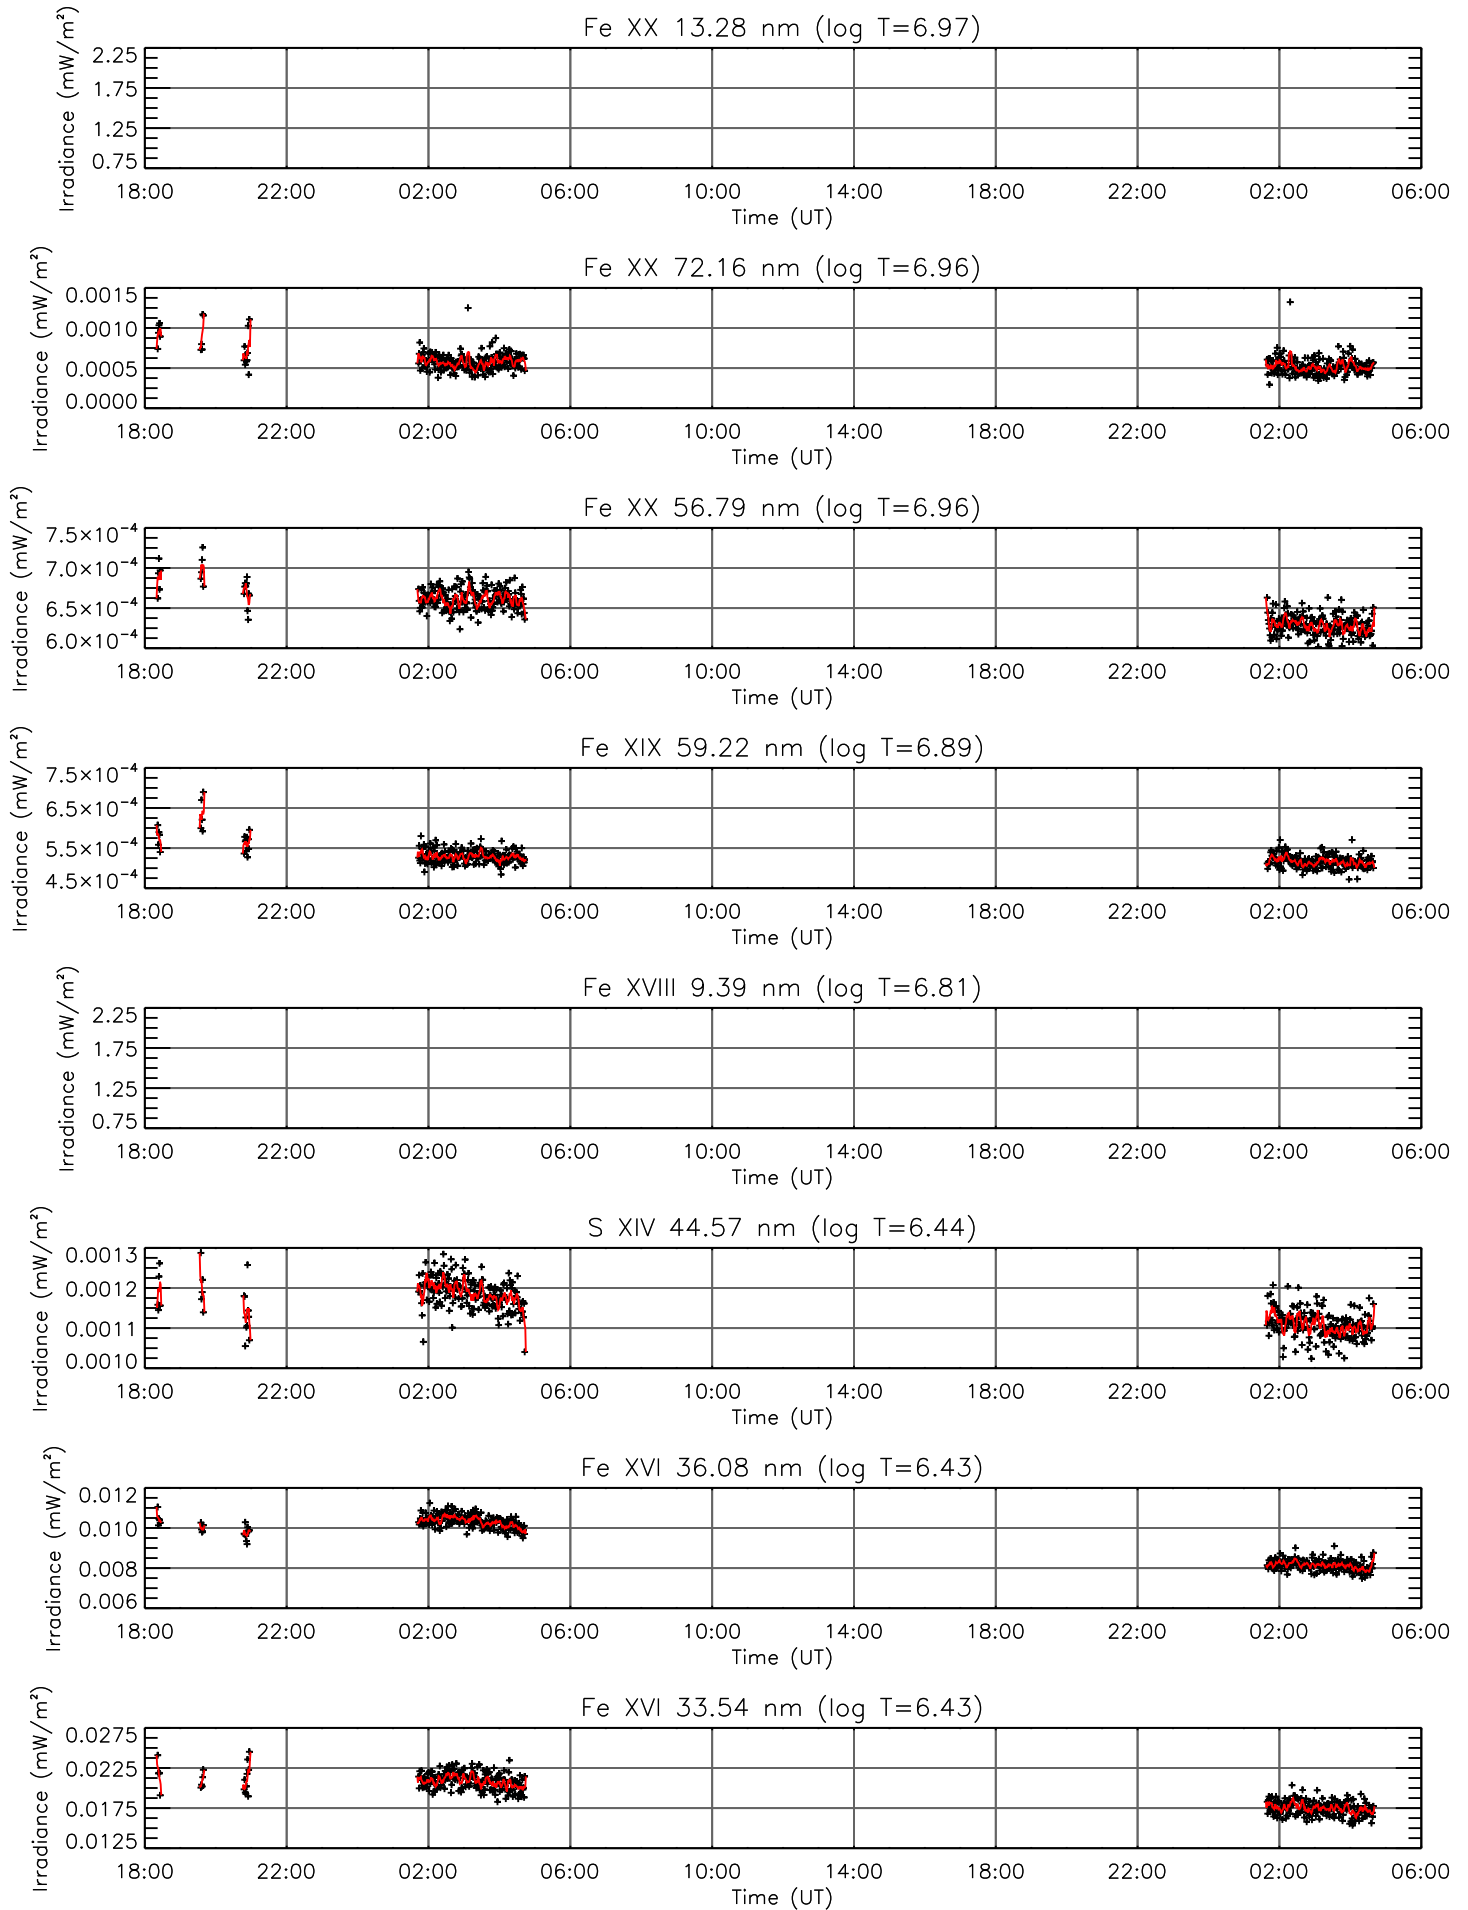 Fe XX 13.28 nm (log T=6.97)
Irradiance (mW/m²)
2.25
1.75
1.25
0.75
18:00 22:00 02:00 06:00 10:00 14:00 18:00 22:00 02:00 06:00
Time (UT)
Fe XX 72.16 nm (log T=6.96)
Irradiance (mW/m²)
0.0015
0.0010
0.0005
0.0000
18:00 22:00 02:00 06:00 10:00 14:00 18:00 22:00 02:00 06:00
Time (UT)
Fe XX 56.79 nm (log T=6.96)
Irradiance (mW/m²)
7.5×10⁻⁴
7.0×10⁻⁴
6.5×10⁻⁴
6.0×10⁻⁴
18:00 22:00 02:00 06:00 10:00 14:00 18:00 22:00 02:00 06:00
Time (UT)
Fe XIX 59.22 nm (log T=6.89)
Irradiance (mW/m²)
7.5×10⁻⁴
6.5×10⁻⁴
5.5×10⁻⁴
4.5×10⁻⁴
18:00 22:00 02:00 06:00 10:00 14:00 18:00 22:00 02:00 06:00
Time (UT)
Fe XVIII 9.39 nm (log T=6.81)
Irradiance (mW/m²)
2.25
1.75
1.25
0.75
18:00 22:00 02:00 06:00 10:00 14:00 18:00 22:00 02:00 06:00
Time (UT)
S XIV 44.57 nm (log T=6.44)
Irradiance (mW/m²)
0.0013
0.0012
0.0011
0.0010
18:00 22:00 02:00 06:00 10:00 14:00 18:00 22:00 02:00 06:00
Time (UT)
Fe XVI 36.08 nm (log T=6.43)
Irradiance (mW/m²)
0.012
0.010
0.008
0.006
18:00 22:00 02:00 06:00 10:00 14:00 18:00 22:00 02:00 06:00
Time (UT)
Fe XVI 33.54 nm (log T=6.43)
Irradiance (mW/m²)
0.0275
0.0225
0.0175
0.0125
18:00 22:00 02:00 06:00 10:00 14:00 18:00 22:00 02:00 06:00
Time (UT)